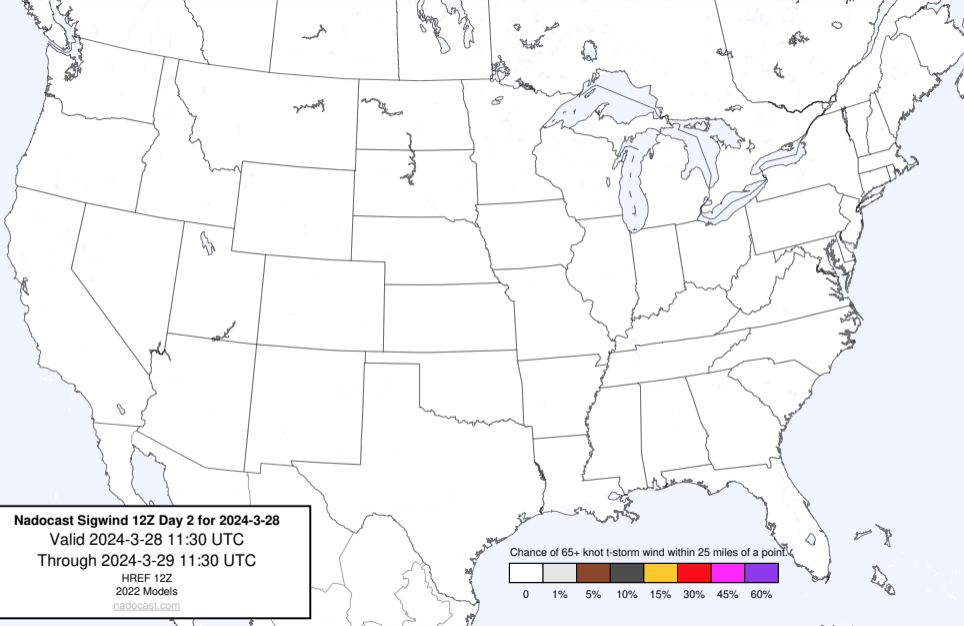 Nadocast Sigwind 12Z Day 2 for 2024-3-28
Valid 2024-3-28 11:30 UTC
Through 2024-3-29 11:30 UTC
HREF 12Z
2022 Models
nadocast.com
Chance of 65+ knot t-storm wind within 25 miles of a point.
0 1% 5% 10% 15% 30% 45% 60%